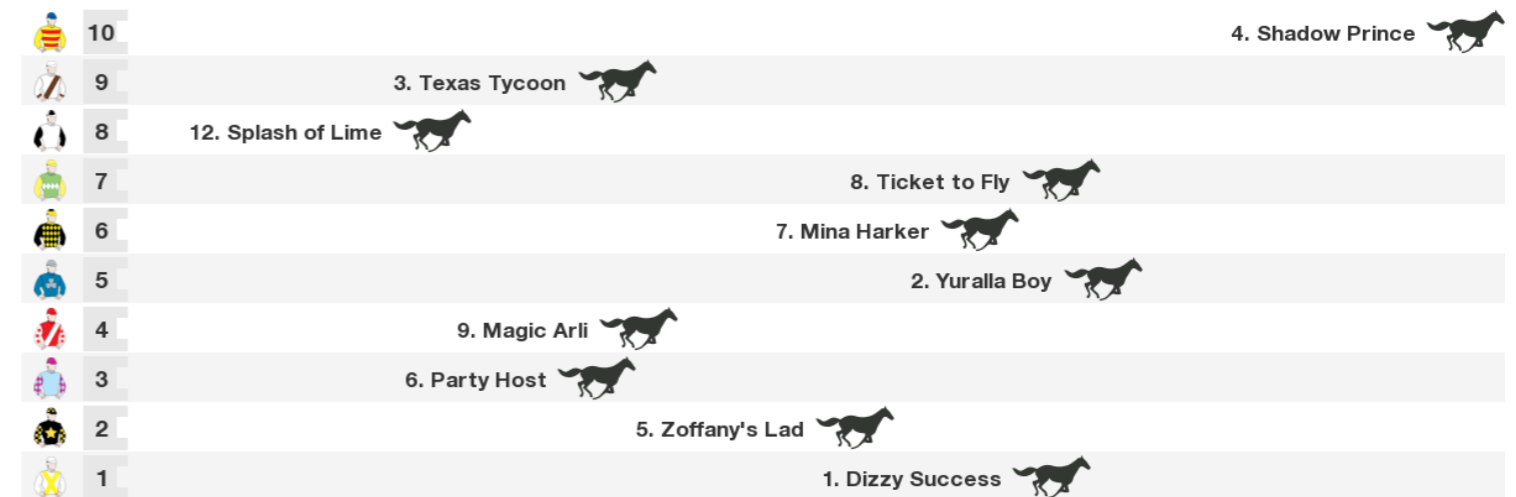 10 4. Shadow Prince
9 3. Texas Tycoon
8 12. Splash of Lime
7 8. Ticket to Fly
6 7. Mina Harker
5 2. Yuralla Boy
4 9. Magic Arli
3 6. Party Host
2 5. Zoffany's Lad
1 1. Dizzy Success